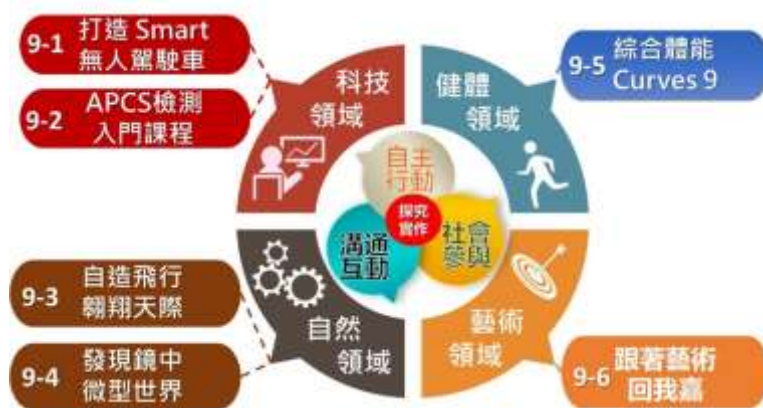 9-1
打造 Smart
無人駕駛車
9-2
APCS檢測
入門課程
科技
領域
健體
領域
9-5
綜合體能
Curves 9
自主
行動
探究
實作
溝通
互動
社會
參與
9-3
自造飛行
翱翔天際
9-4
發現鏡中
微型世界
自然
領域
藝術
領域
9-6
跟著藝術
回我嘉